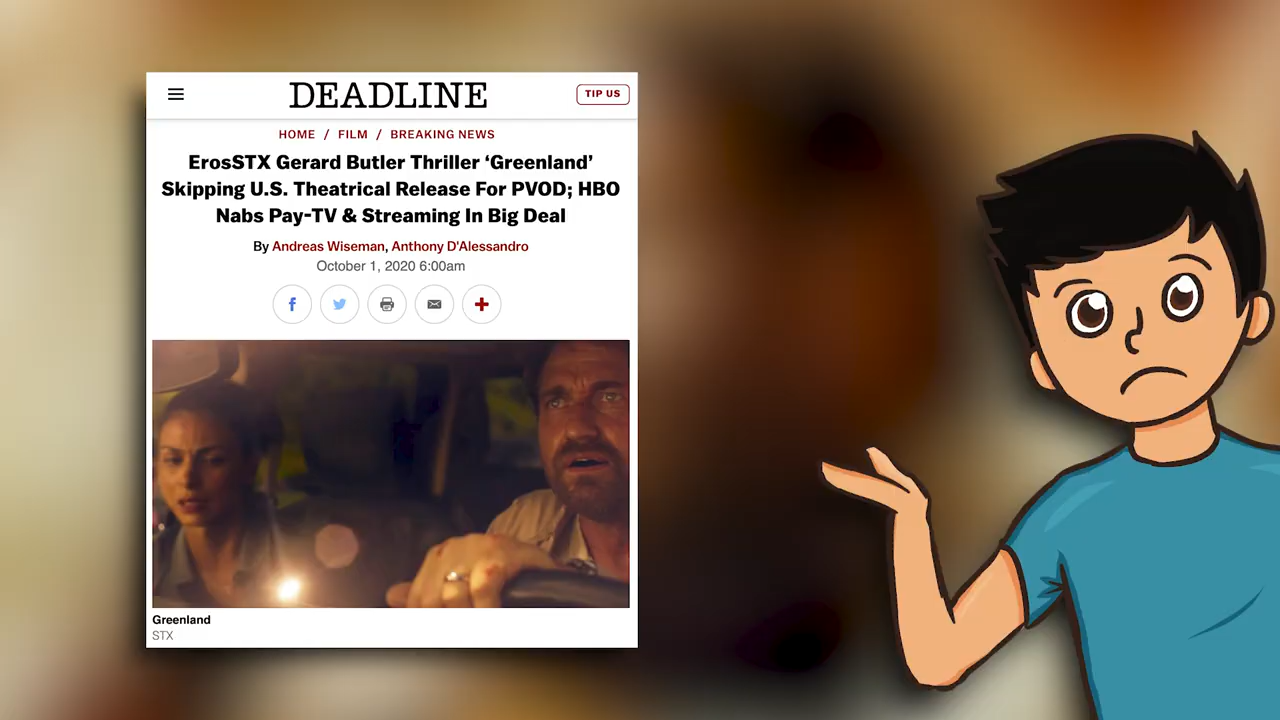 DEADLINE
TIP US
HOME / FILM / BREAKING NEWS
ErosSTX Gerard Butler Thriller ‘Greenland’
Skipping U.S. Theatrical Release For PVOD; HBO
Nabs Pay-TV & Streaming In Big Deal
By Andreas Wiseman, Anthony D'Alessandro
October 1, 2020 6:00am
Greenland
STX